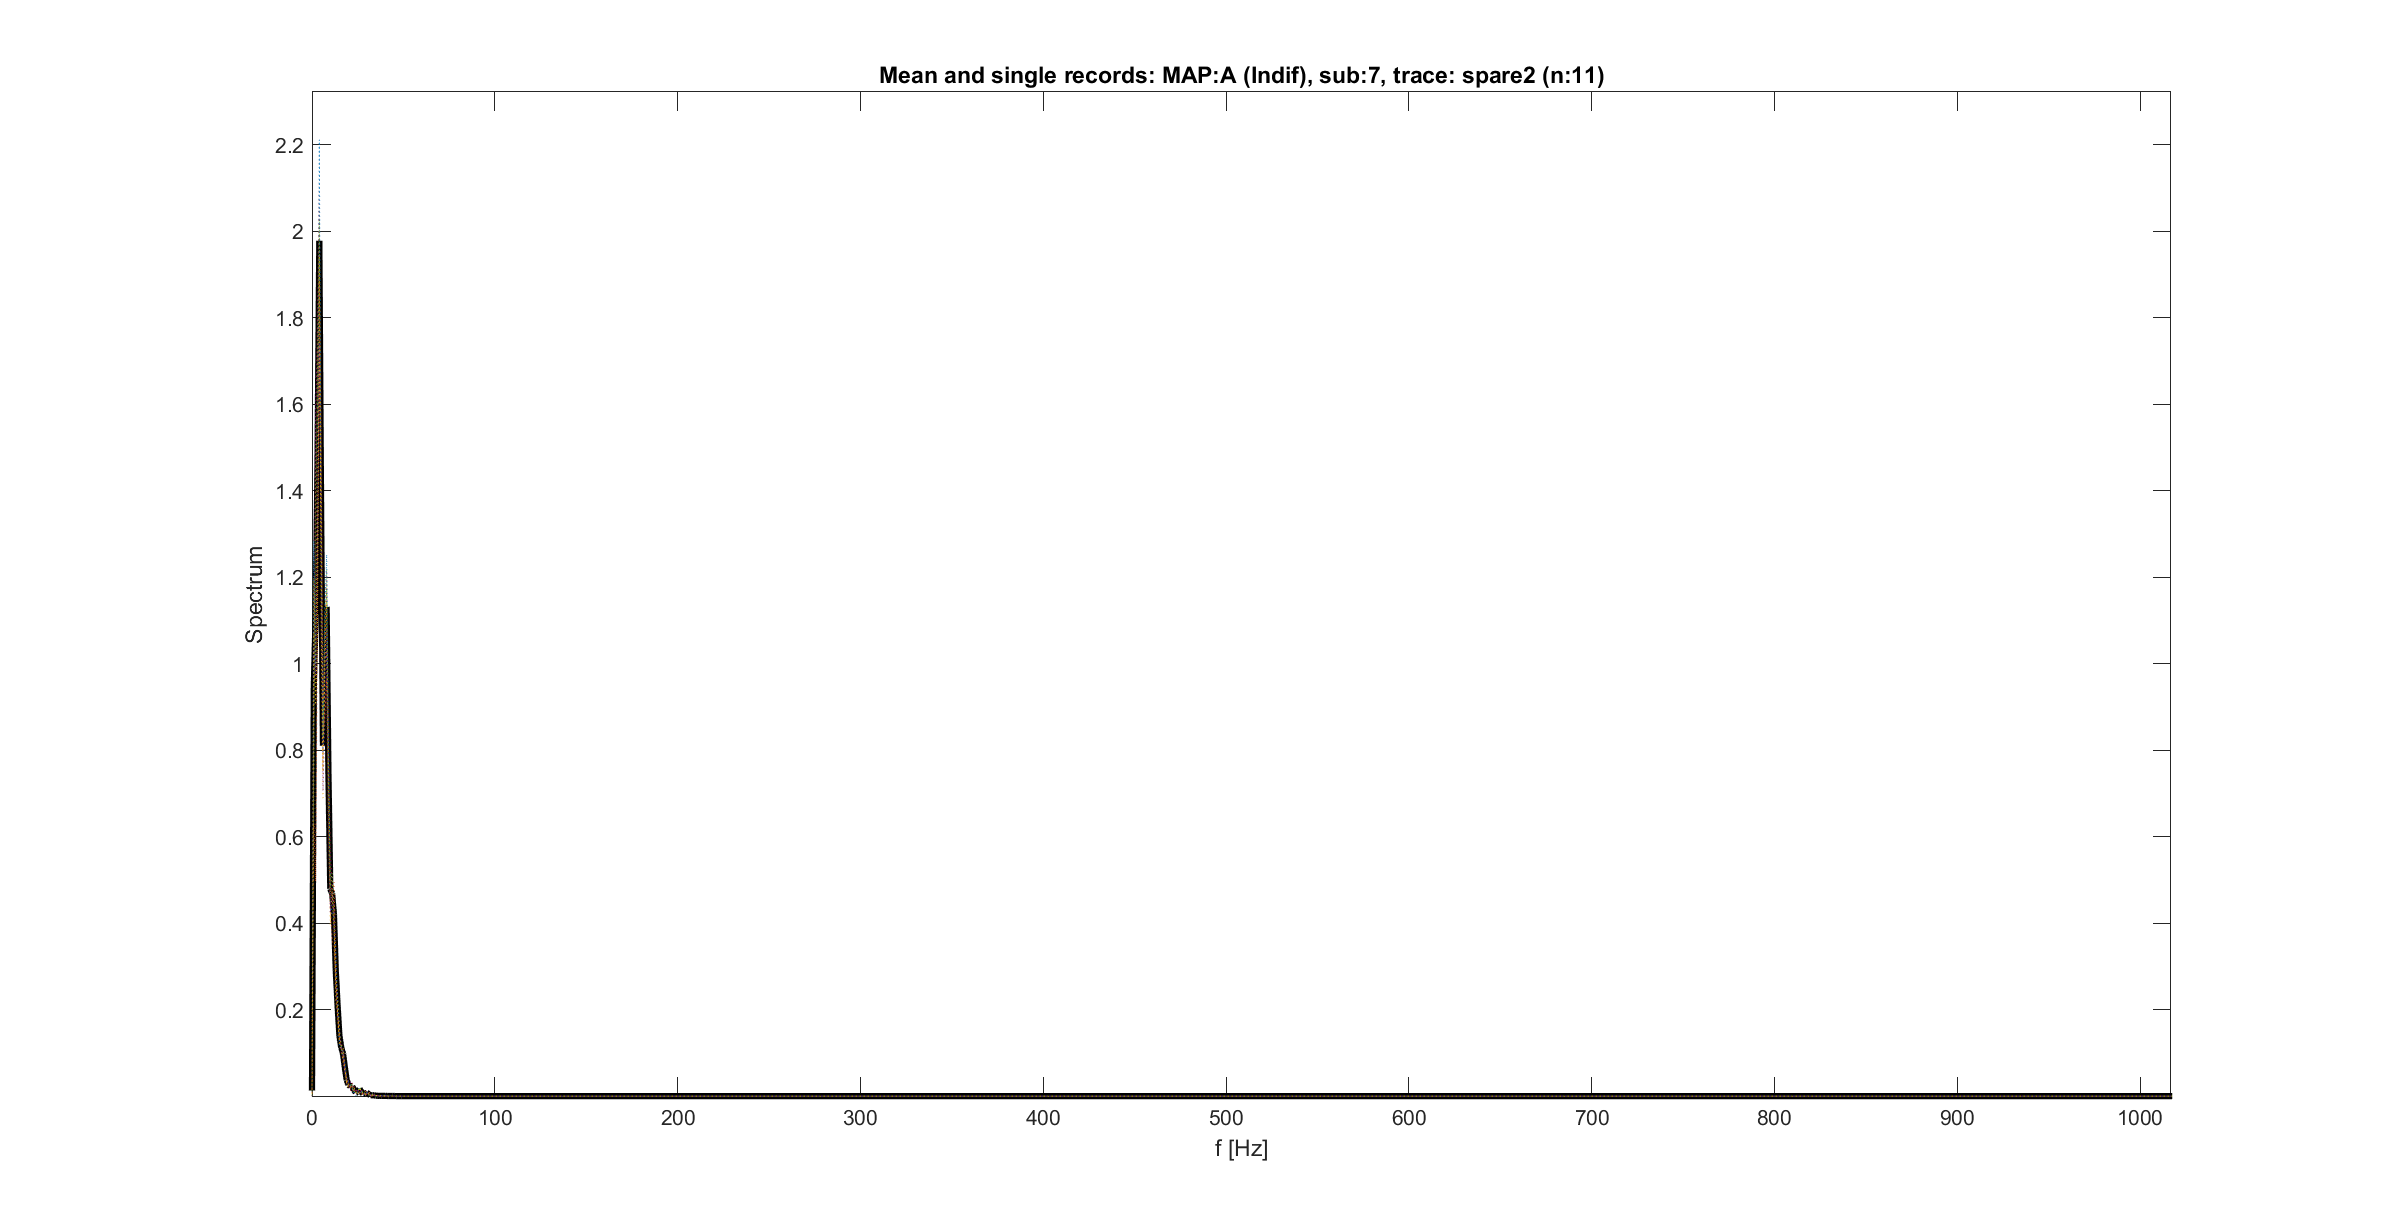 Mean and single records: MAP:A (Indif), sub:7, trace: spare2 (n:11)
2.2
2
1.8
1.6
1.4
1.2
1
0.8
0.6
0.4
0.2
Spectrum
0 100 200 300 400 500 600 700 800 900 1000
f [Hz]